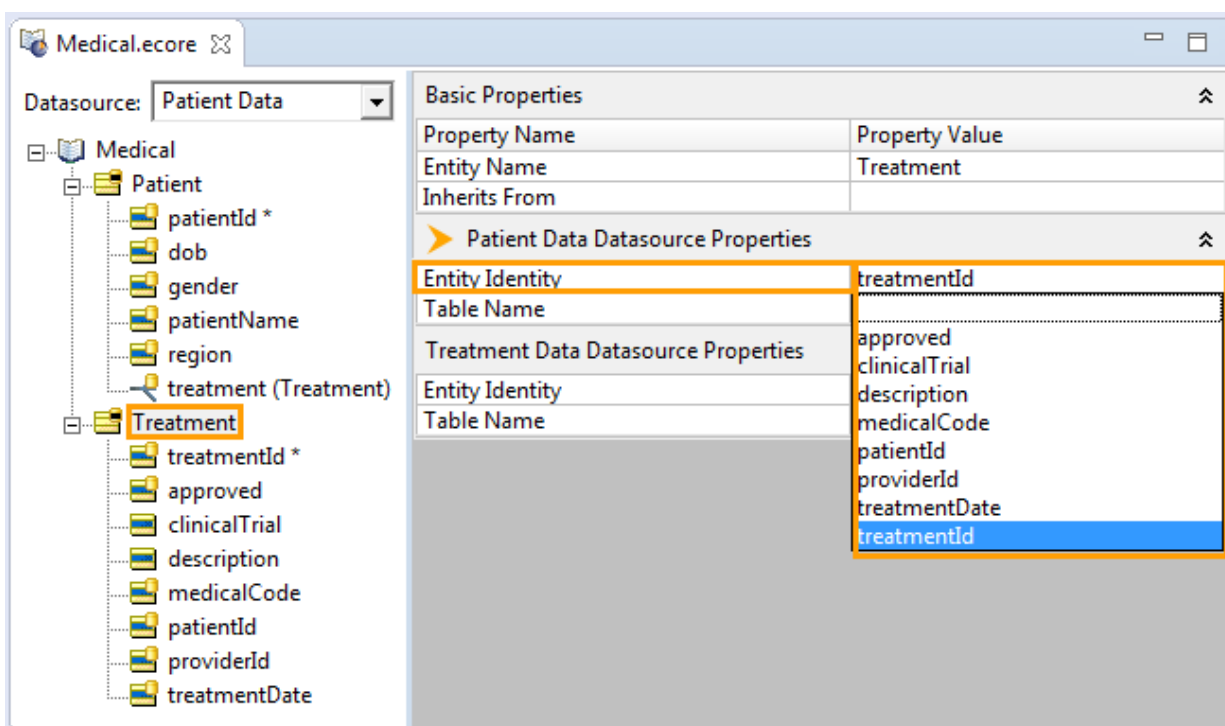 Medical.ecore
Datasource: Patient Data
Medical
Patient
patientId *
dob
gender
patientName
region
treatment (Treatment)
Treatment
treatmentId *
approved
clinicalTrial
description
medicalCode
patientId
providerId
treatmentDate
Basic Properties
Property Name Property Value
Entity Name Treatment
Inherits From
Patient Data Datasource Properties
Entity Identity treatmentId
Table Name
Treatment Data Datasource Properties
Entity Identity
Table Name
approved
clinicalTrial
description
medicalCode
patientId
providerId
treatmentDate
treatmentId